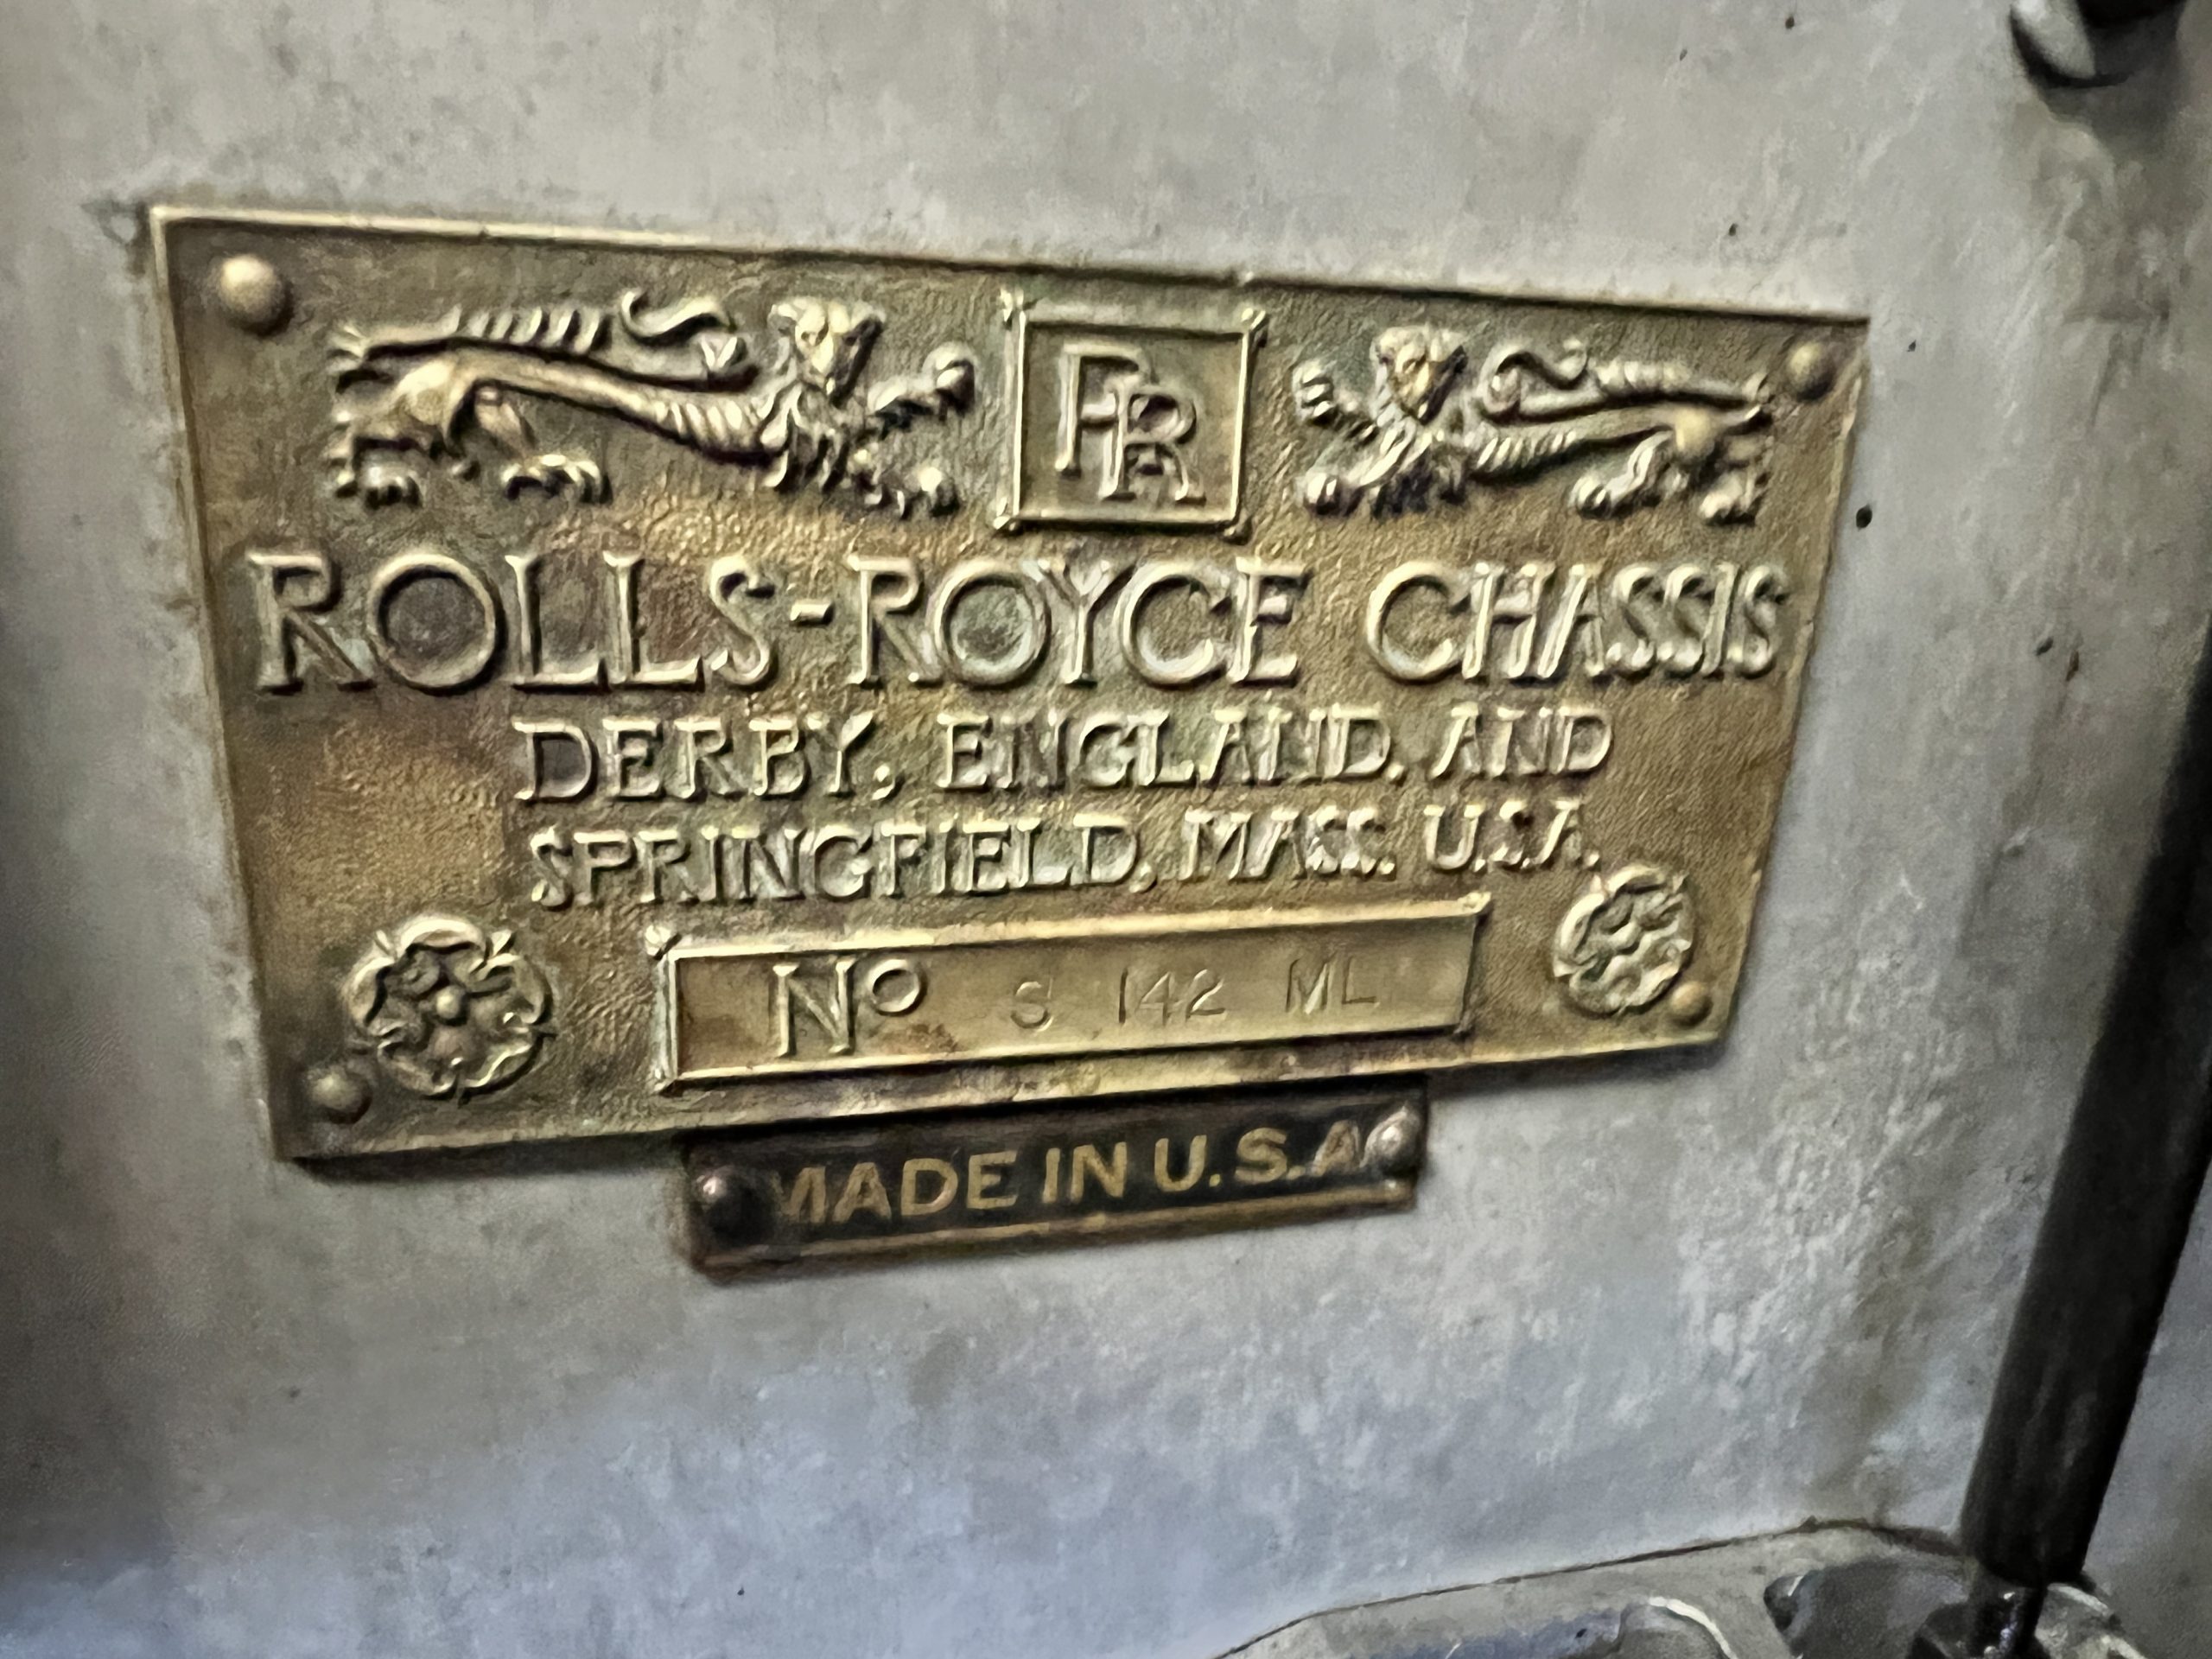 RR
ROLLS-ROYCE CHASSIS
DERBY, ENGLAND. AND
SPRINGFIELD, MASS. U.S.A.
Nº S 142 ML
MADE IN U.S.A